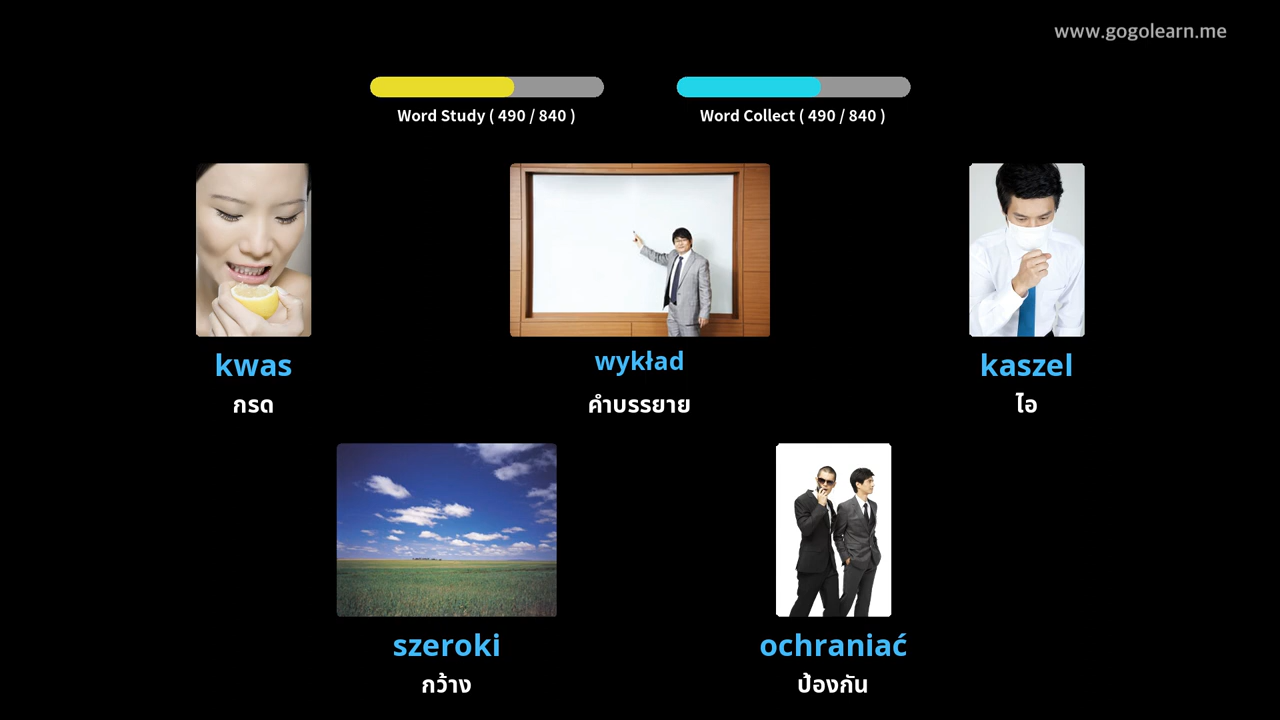 www.gogolearn.me
Word Study ( 490 / 840 )
Word Collect ( 490 / 840 )
kwas
กรด
wykład
คำบรรยาย
kaszel
ไอ
szeroki
กว้าง
ochraniać
ป้องกัน